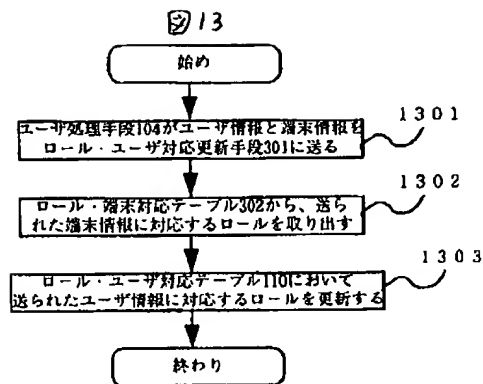 図13
始め
ユーザ処理手段104がユーザ情報と端末情報を
ロール・ユーザ対応更新手段301に送る
1301
ロール・端末対応テーブル302から、送ら
れた端末情報に対応するロールを取り出す
1302
ロール・ユーザ対応テーブル110において
送られたユーザ情報に対応するロールを更新する
1303
終わり